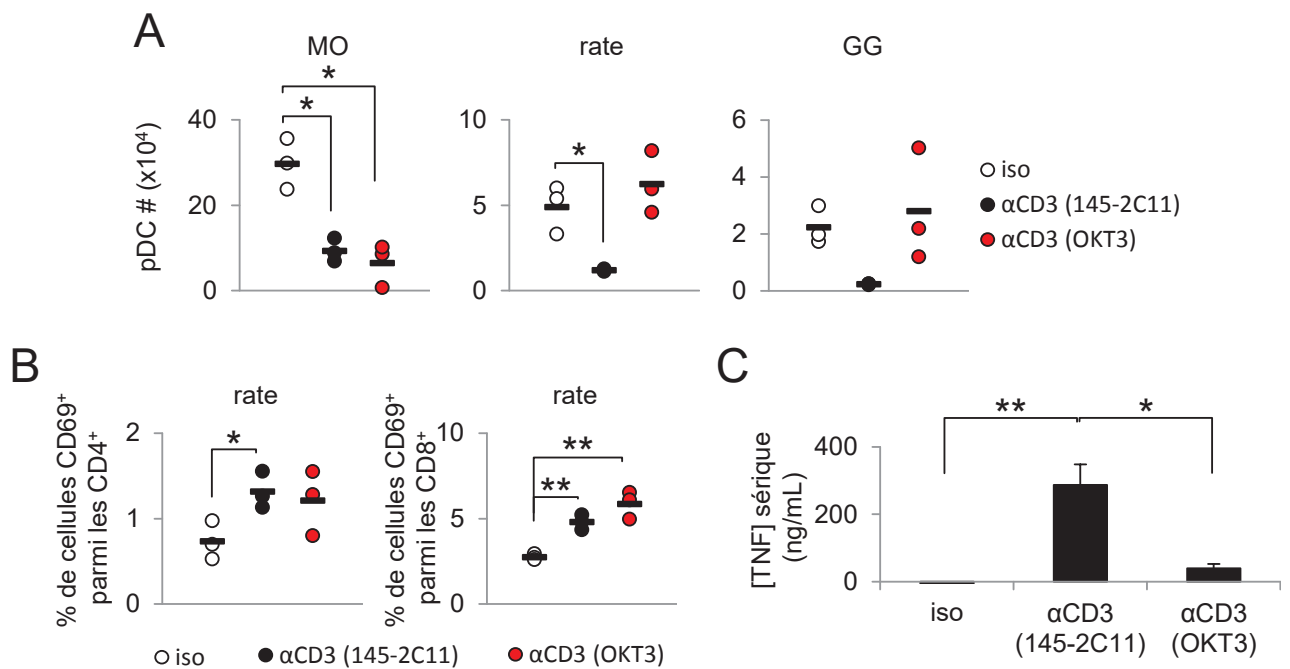 A
MO
rate
GG
*
*
*
pDC # (x10⁴)
40
20
0
10
5
0
6
4
2
0
iso
αCD3 (145-2C11)
αCD3 (OKT3)
B
rate
rate
% de cellules CD69⁺
parmi les CD4⁺
2
1
0
*
% de cellules CD69⁺
parmi les CD8⁺
10
5
0
**
**
iso
αCD3 (145-2C11)
αCD3 (OKT3)
C
**
*
[TNF] sérique
(ng/mL)
400
200
0
iso
αCD3
(145-2C11)
αCD3
(OKT3)